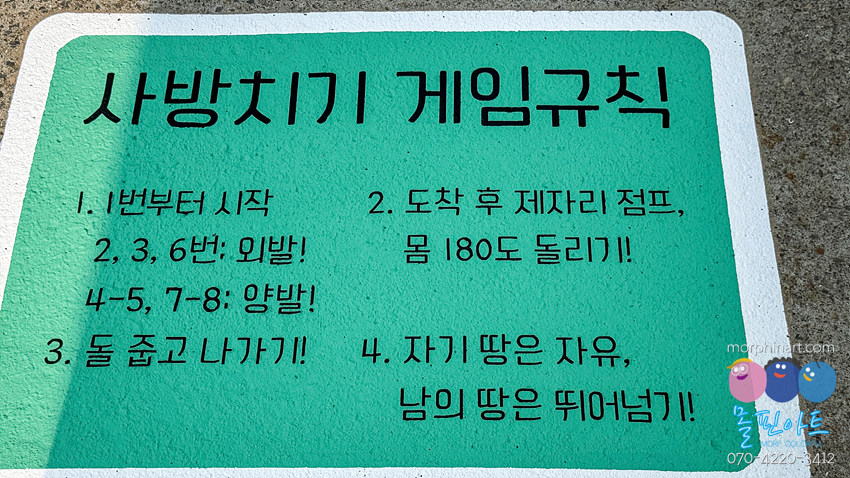 사방치기 게임규칙
1. 1번부터 시작
2, 3, 6번: 외발!
4-5, 7-8: 양발!
2. 도착 후 제자리 점프,
몸 180도 돌리기!
3. 돌 줍고 나가기!
4. 자기 땅은 자유,
남의 땅은 뛰어넘기!
morphinart.com
몰핀아트
070-4220-3412